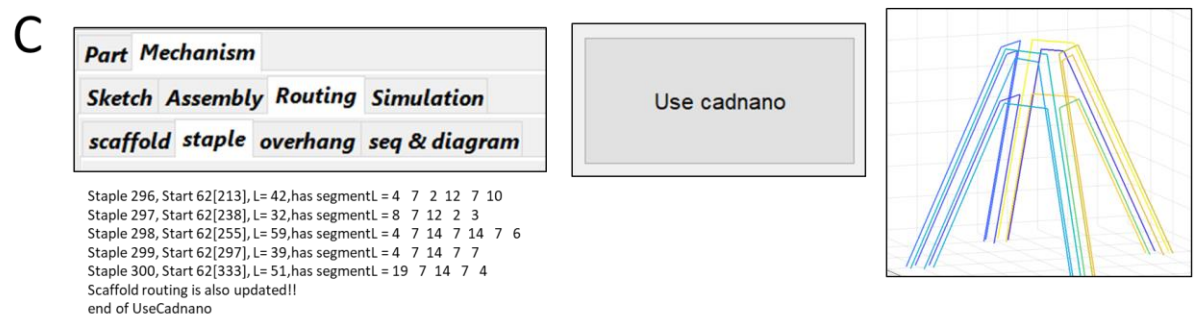 C
Part Mechanism
Sketch Assembly Routing Simulation
scaffold staple overhang seq & diagram
Use cadnano
Staple 296, Start 62[213], L= 42,has segmentL = 4 7 2 12 7 10
Staple 297, Start 62[238], L= 32,has segmentL = 8 7 12 2 3
Staple 298, Start 62[255], L= 59,has segmentL = 4 7 14 7 14 7 6
Staple 299, Start 62[297], L= 39,has segmentL = 4 7 14 7 7
Staple 300, Start 62[333], L= 51,has segmentL = 19 7 14 7 4
Scaffold routing is also updated!!
end of UseCadnano